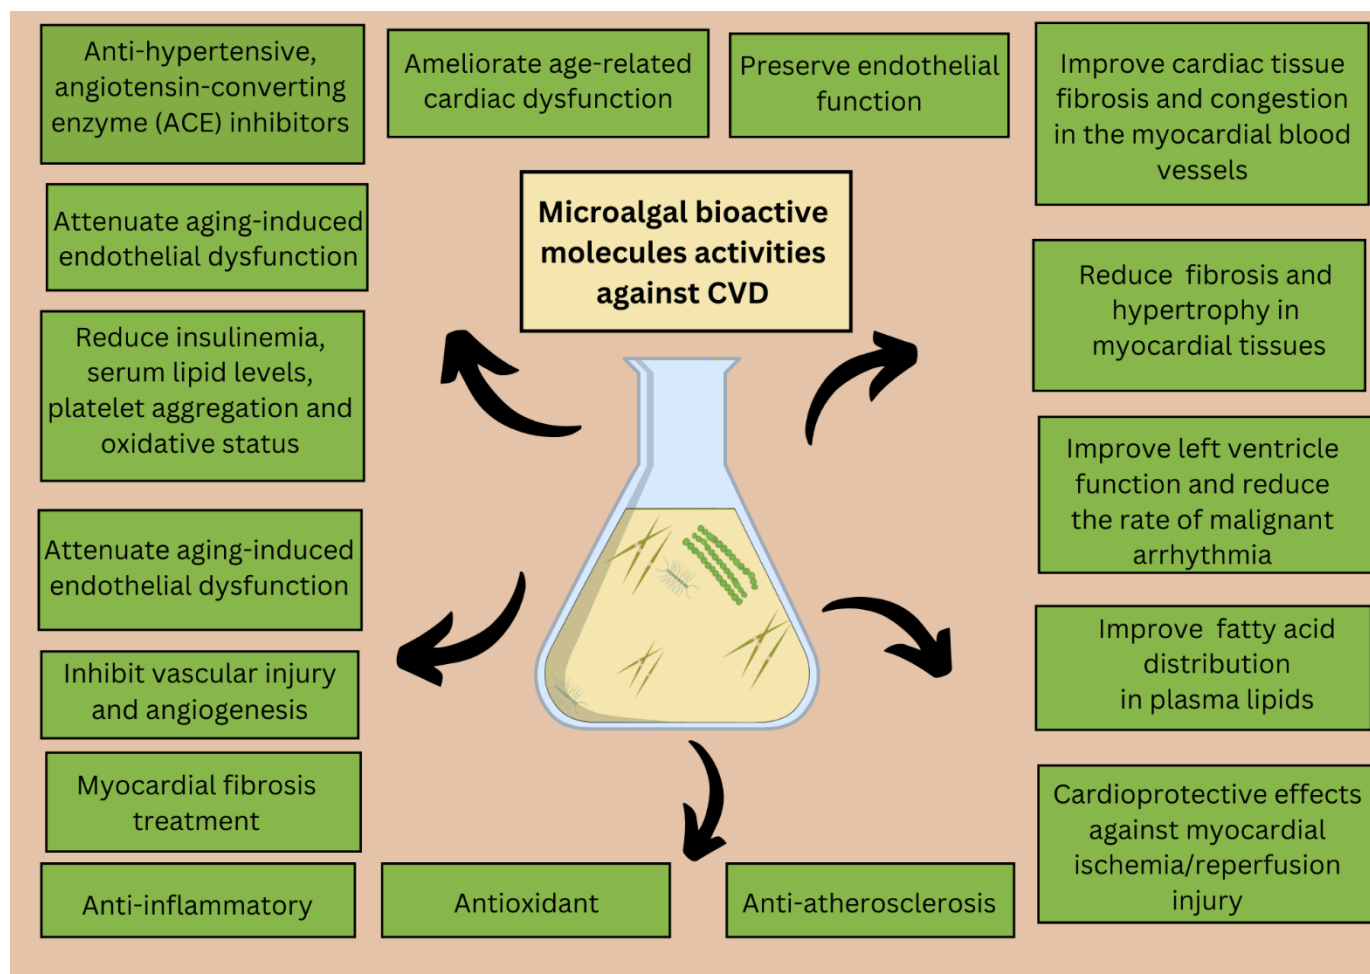 Anti-hypertensive,
angiotensin-converting
enzyme (ACE) inhibitors
Ameliorate age-related
cardiac dysfunction
Preserve endothelial
function
Improve cardiac tissue
fibrosis and congestion
in the myocardial blood
vessels
Microalgal bioactive
molecules activities
against CVD
Attenuate aging-induced
endothelial dysfunction
Reduce insulinemia,
serum lipid levels,
platelet aggregation and
oxidative status
Attenuate aging-induced
endothelial dysfunction
Inhibit vascular injury
and angiogenesis
Myocardial fibrosis
treatment
Anti-inflammatory
Antioxidant
Anti-atherosclerosis
Reduce fibrosis and
hypertrophy in
myocardial tissues
Improve left ventricle
function and reduce
the rate of malignant
arrhythmia
Improve fatty acid
distribution
in plasma lipids
Cardioprotective effects
against myocardial
ischemia/reperfusion
injury